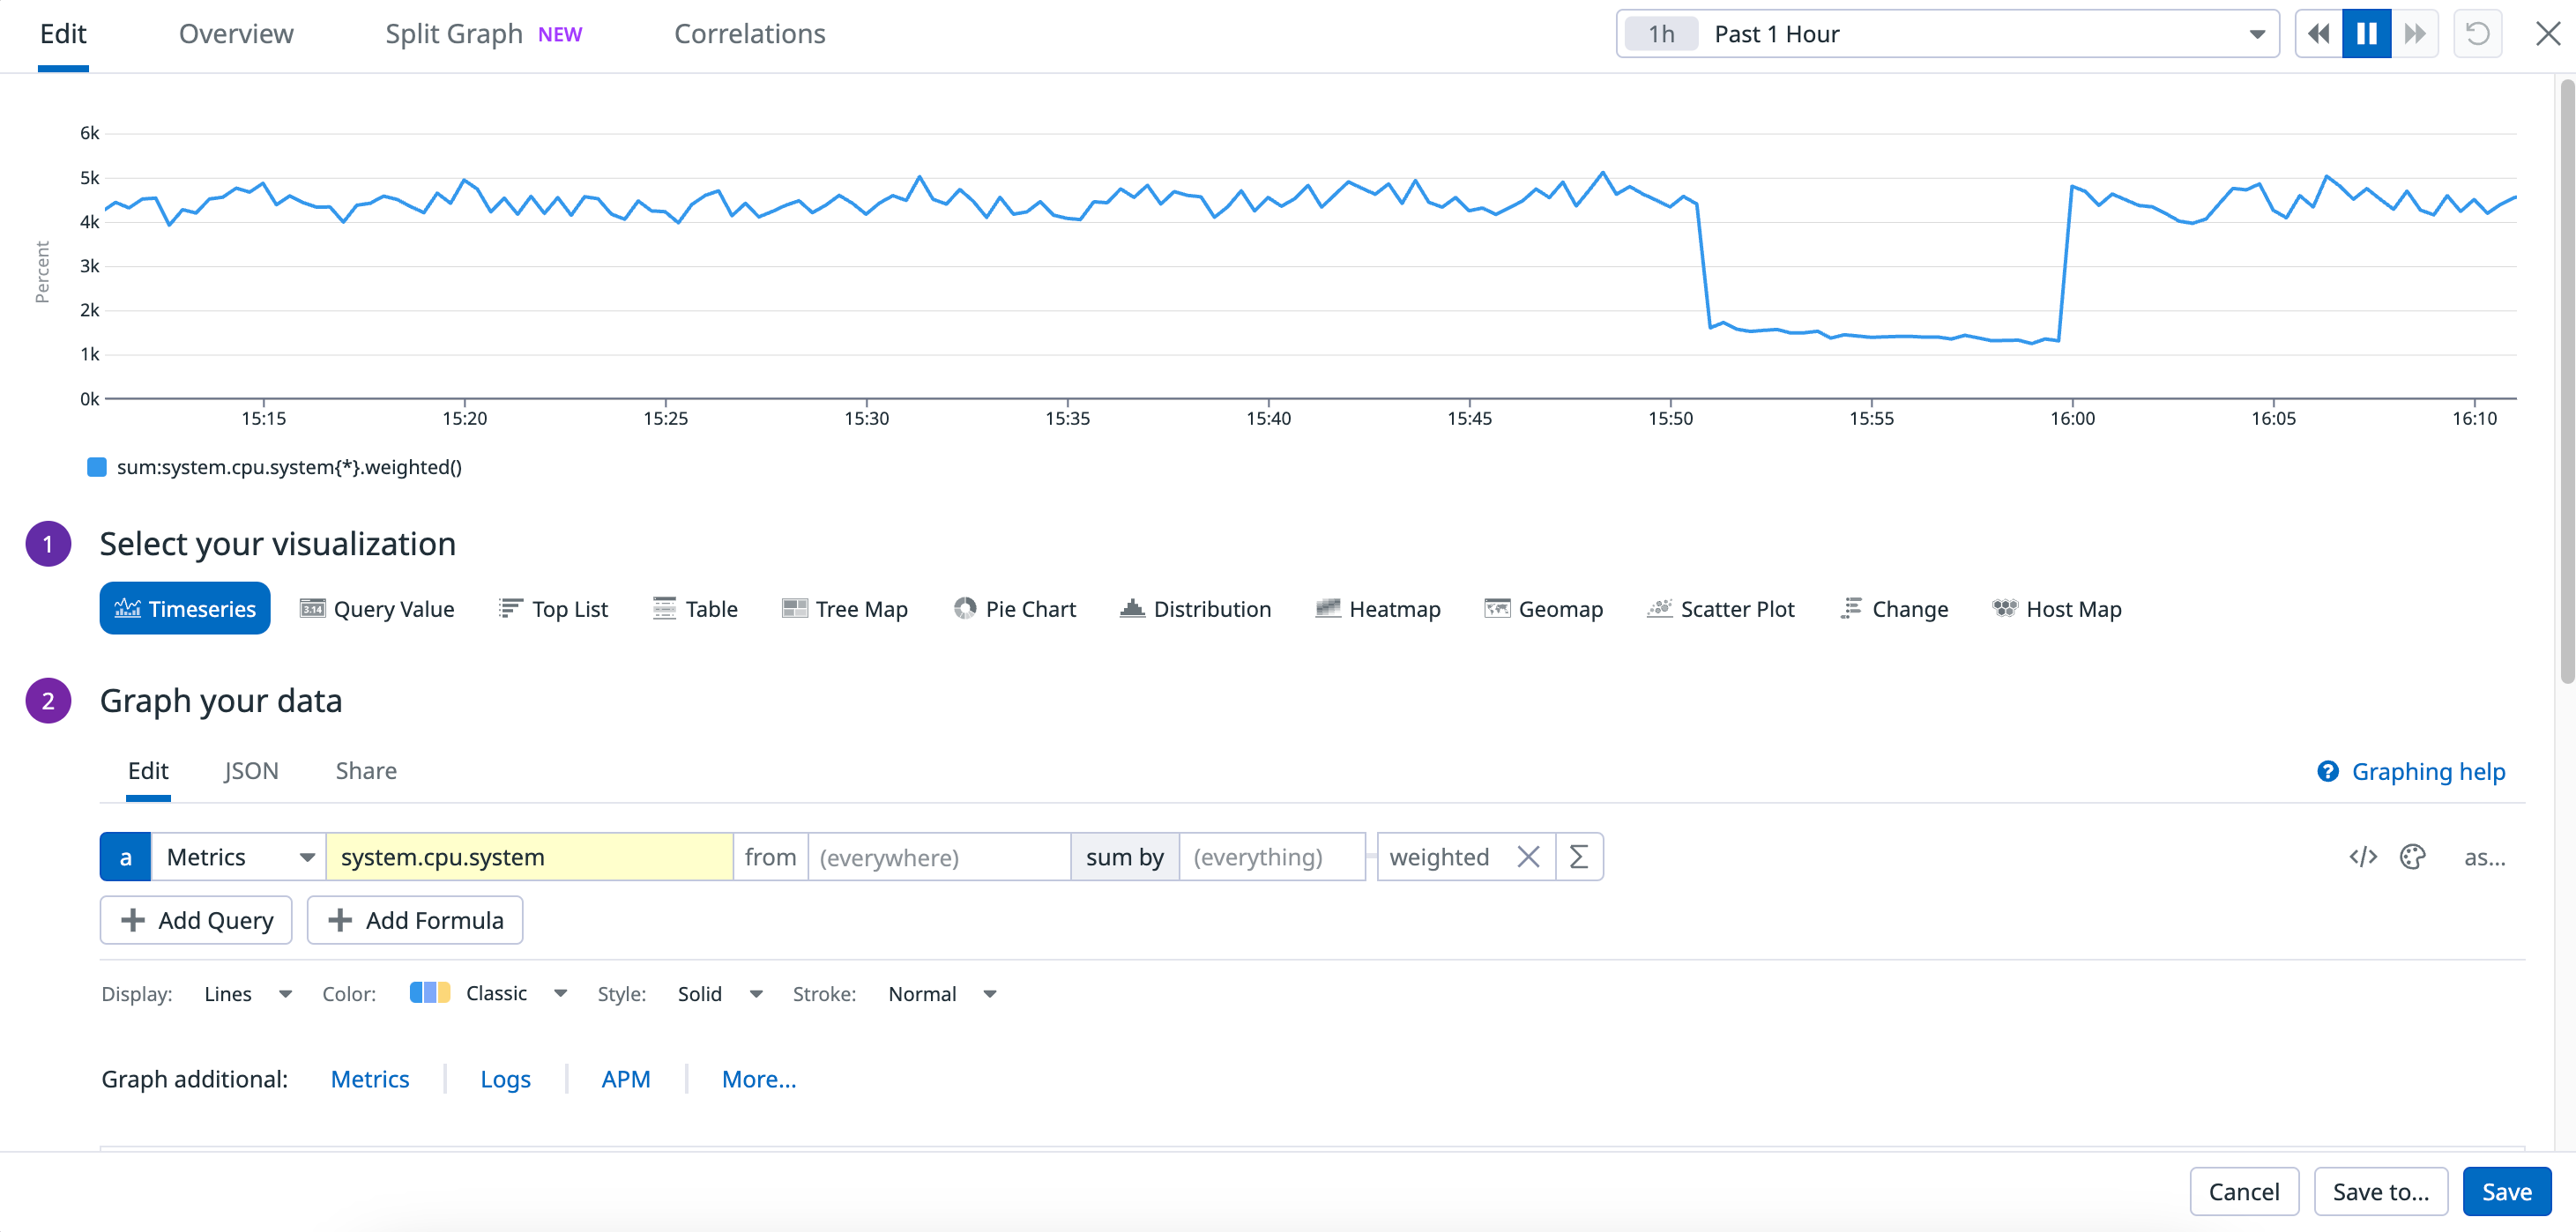 Edit Overview Split Graph NEW Correlations 1h Past 1 Hour
6k
5k
4k
3k
2k
1k
0k
Percent
15:15 15:20 15:25 15:30 15:35 15:40 15:45 15:50 15:55 16:00 16:05 16:10
sum:system.cpu.system{*}.weighted()
1 Select your visualization
Timeseries 3.14 Query Value Top List Table Tree Map Pie Chart Distribution Heatmap Geomap Scatter Plot Change Host Map
2 Graph your data
Edit JSON Share ? Graphing help
a Metrics system.cpu.system from (everywhere) sum by (everything) weighted Σ </> as...
+ Add Query + Add Formula
Display: Lines Color: Classic Style: Solid Stroke: Normal
Graph additional: Metrics Logs APM More...
Cancel Save to... Save